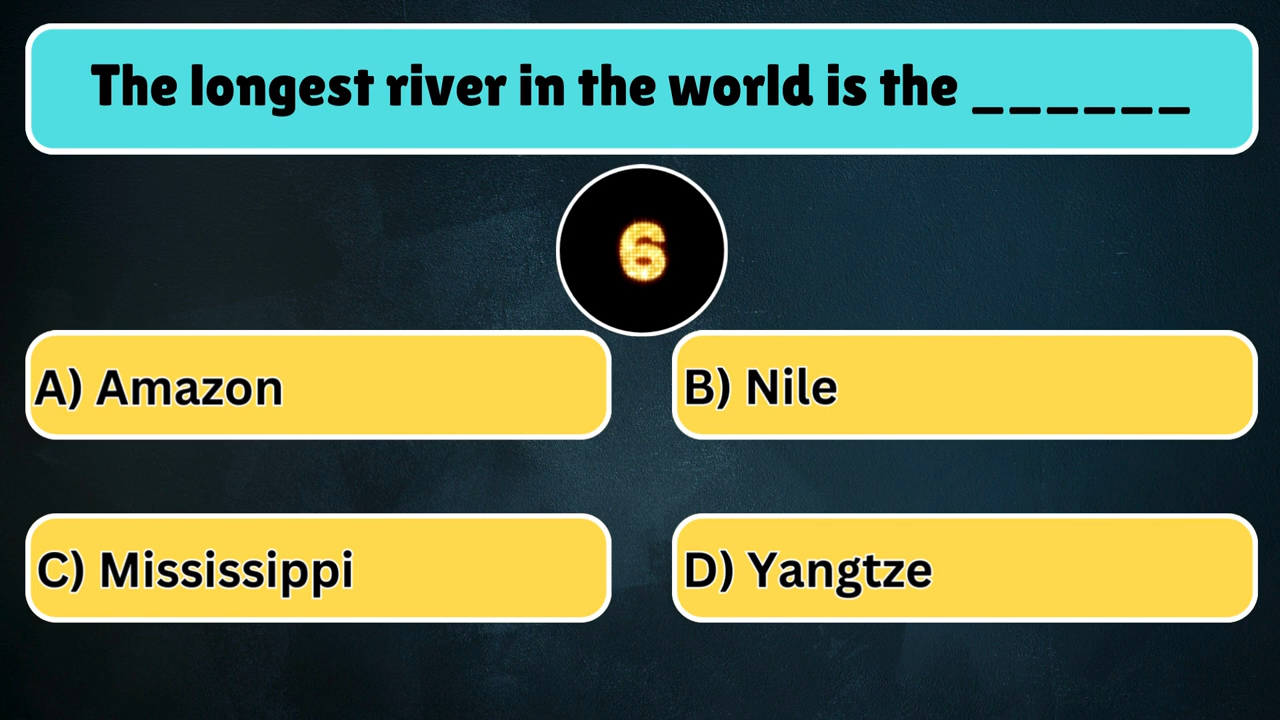 The longest river in the world is the ______
6
A) Amazon
B) Nile
C) Mississippi
D) Yangtze